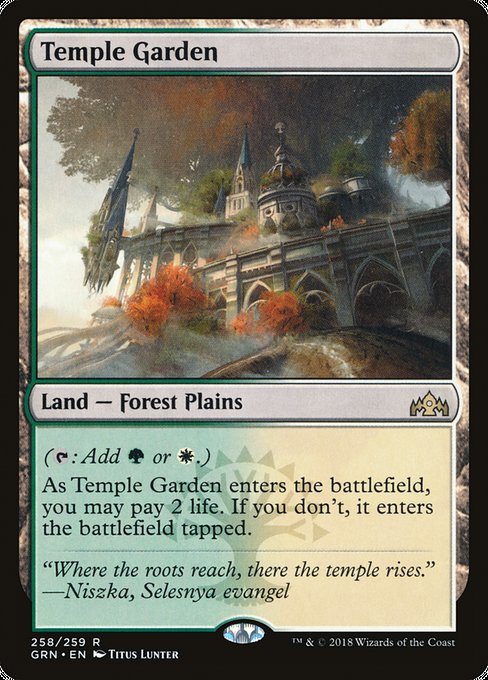 Temple Garden
Land — Forest Plains
(: Add or .)
As Temple Garden enters the battlefield,
you may pay 2 life. If you don't, it enters
the battlefield tapped.
“Where the roots reach, there the temple rises.”
—Niszka, Selesnya evangel
258/259 R
GRN • EN Titus Lunter
™ & © 2018 Wizards of the Coast